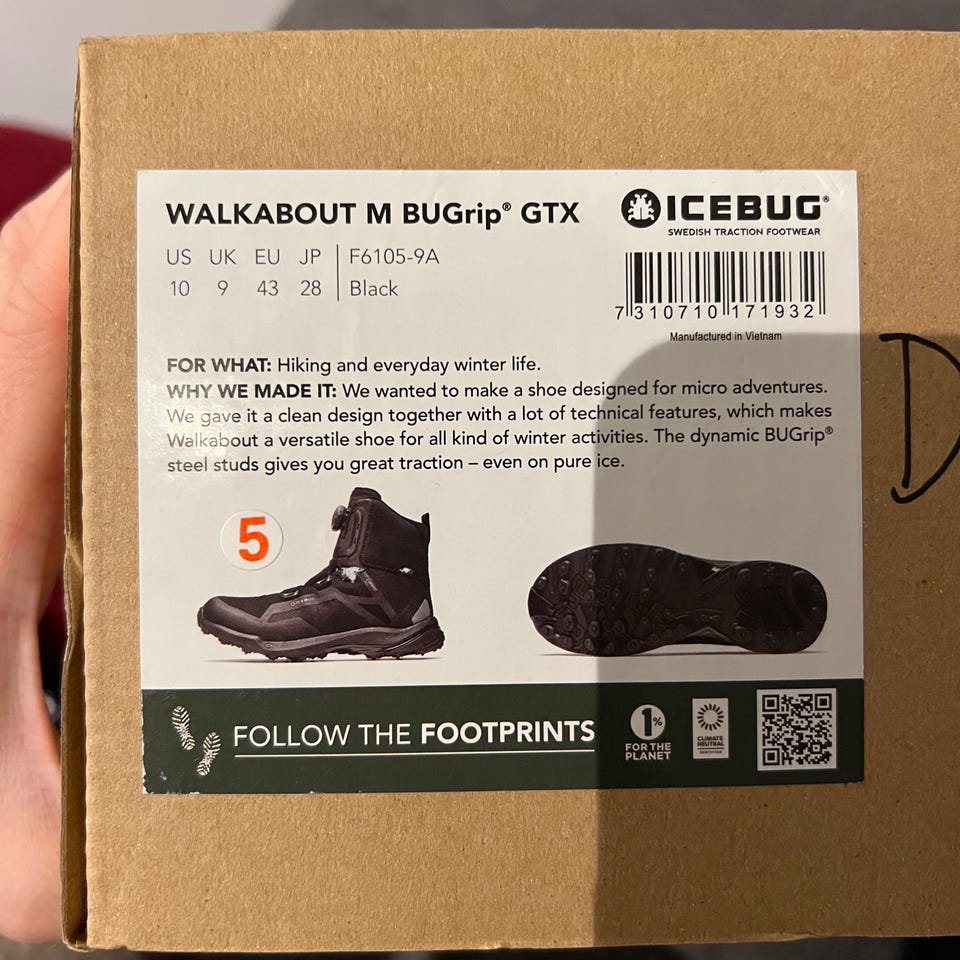 WALKABOUT M BUGrip® GTX
ICEBUG®
SWEDISH TRACTION FOOTWEAR
US UK EU JP F6105-9A
10 9 43 28 Black
7 310710 171932
Manufactured in Vietnam
FOR WHAT: Hiking and everyday winter life.
WHY WE MADE IT: We wanted to make a shoe designed for micro adventures.
We gave it a clean design together with a lot of technical features, which makes
Walkabout a versatile shoe for all kind of winter activities. The dynamic BUGrip®
steel studs gives you great traction – even on pure ice.
5
D
FOLLOW THE FOOTPRINTS
1%
FOR THE
PLANET
CLIMATE
NEUTRAL